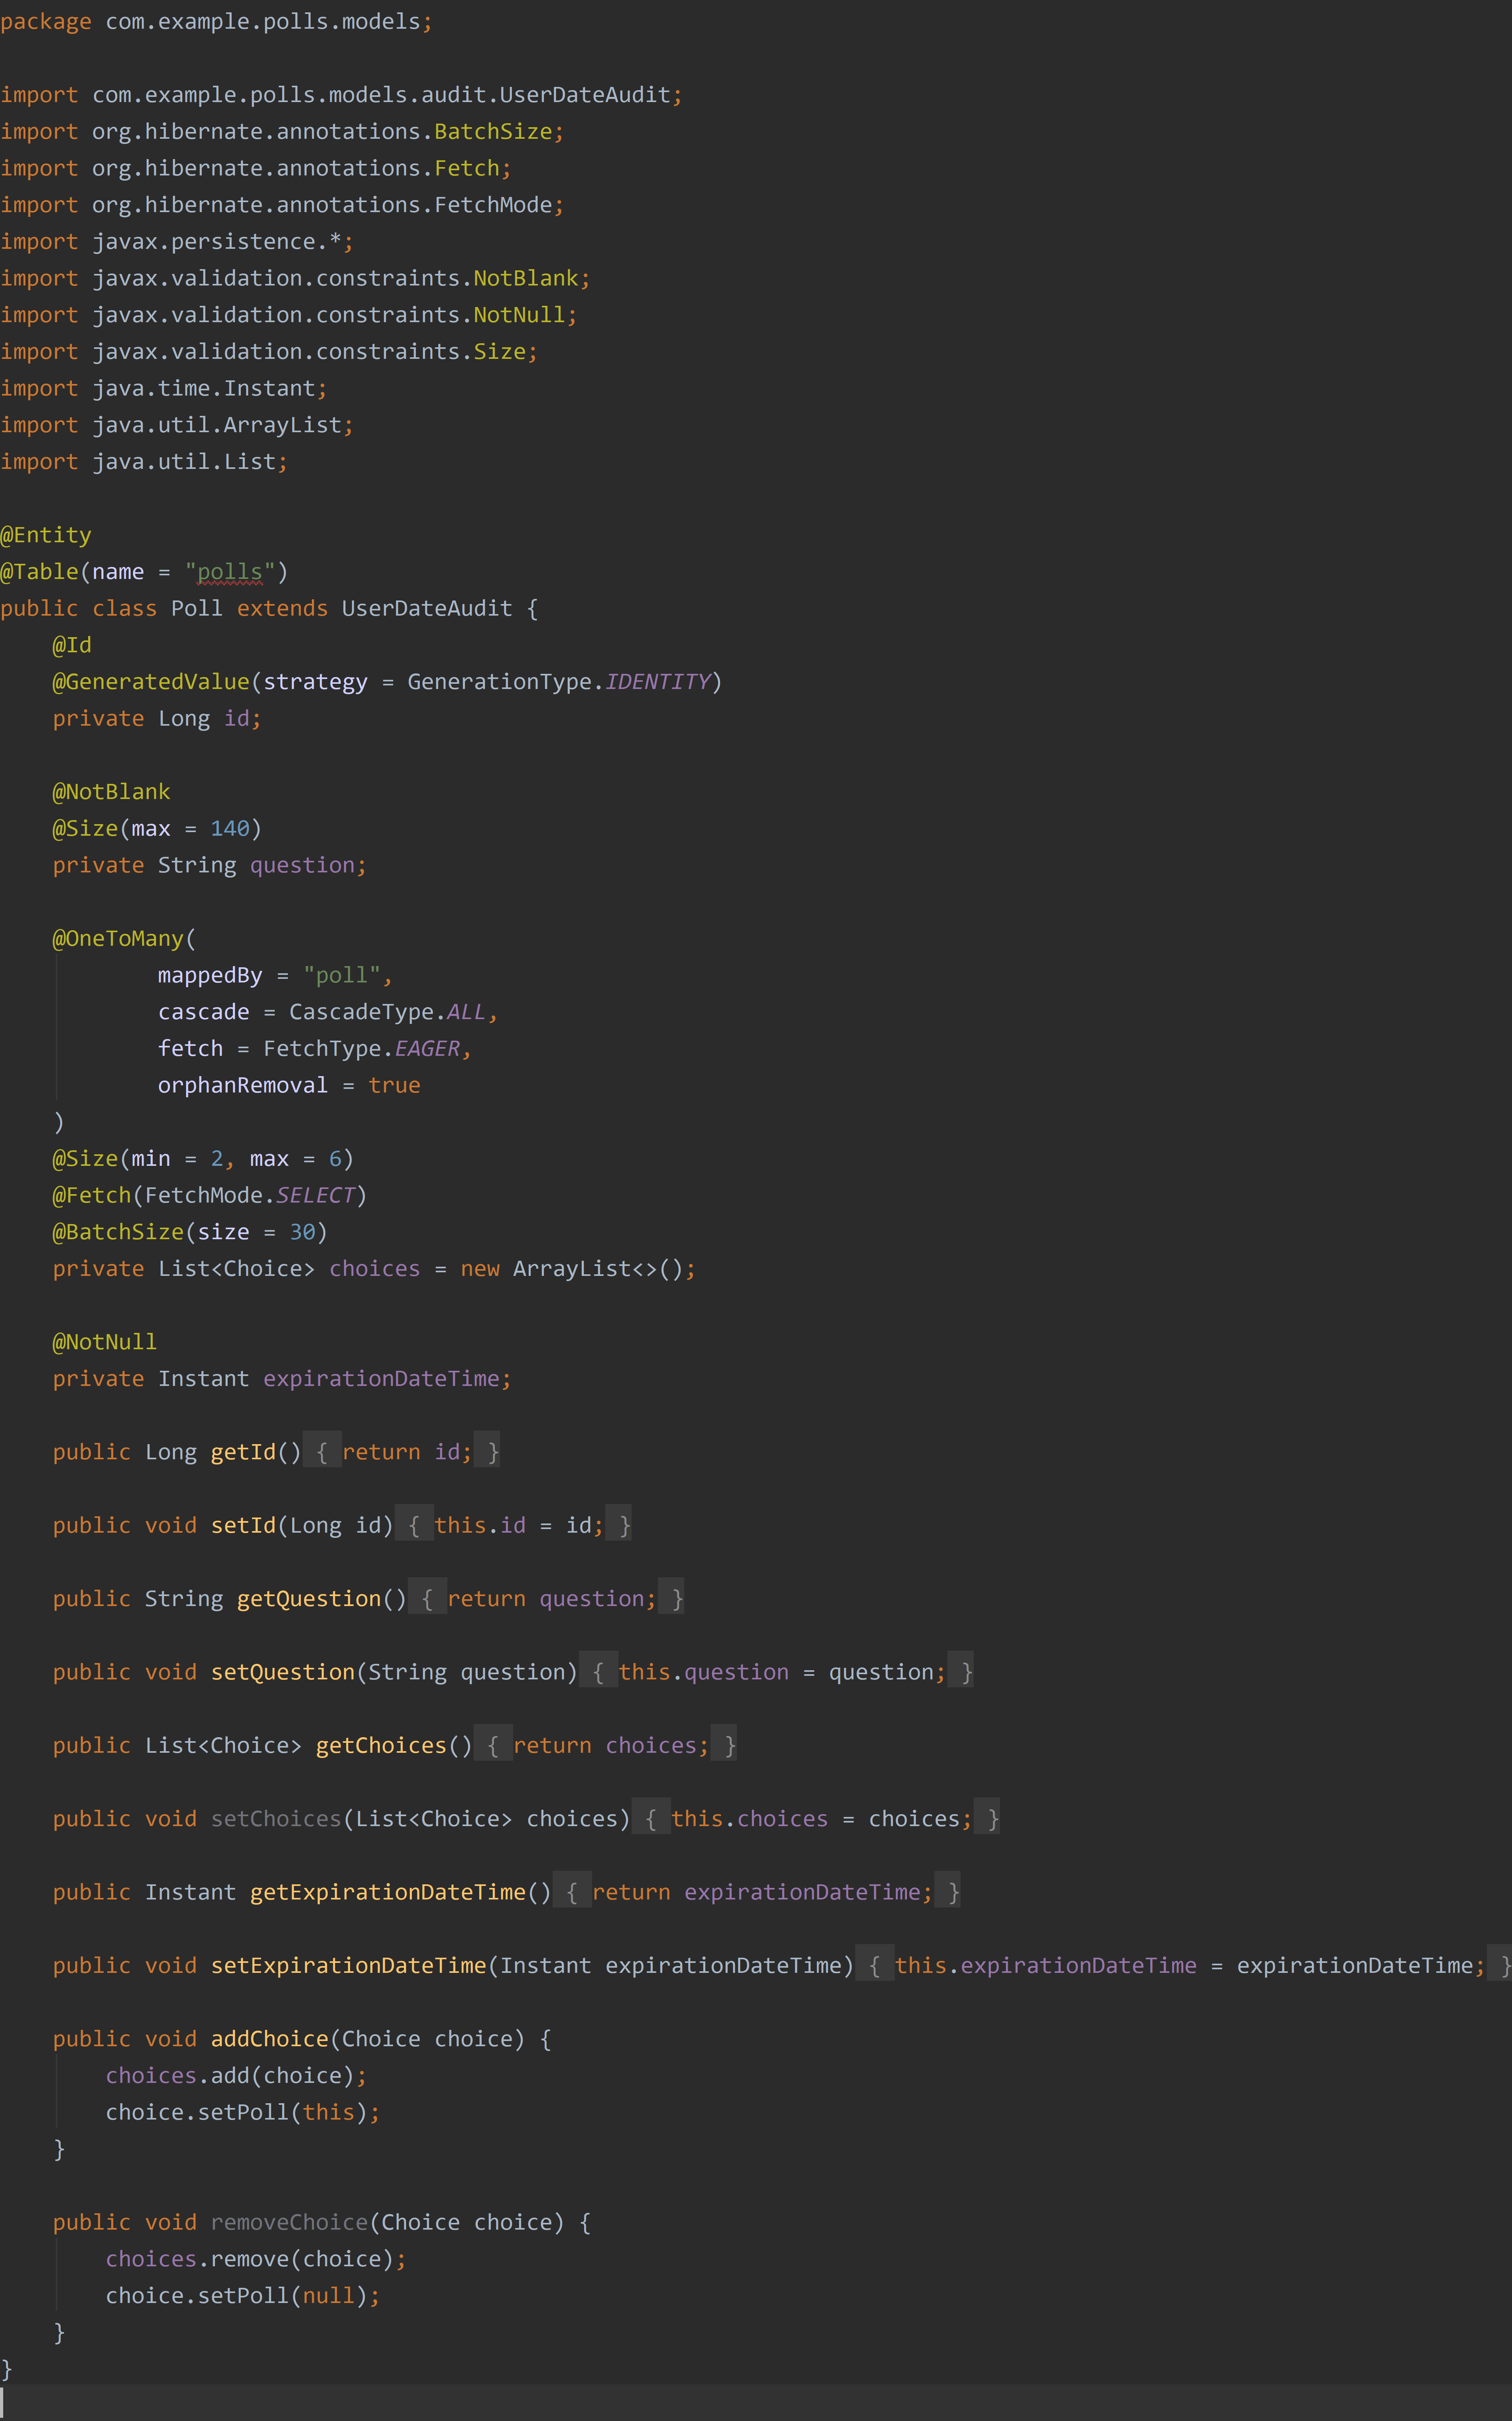 package com.example.polls.models;
import com.example.polls.models.audit.UserDateAudit;
import org.hibernate.annotations.BatchSize;
import org.hibernate.annotations.Fetch;
import org.hibernate.annotations.FetchMode;
import javax.persistence.*;
import javax.validation.constraints.NotBlank;
import javax.validation.constraints.NotNull;
import javax.validation.constraints.Size;
import java.time.Instant;
import java.util.ArrayList;
import java.util.List;
@Entity
@Table(name = "polls")
public class Poll extends UserDateAudit {
    @Id
    @GeneratedValue(strategy = GenerationType.IDENTITY)
    private Long id;
    @NotBlank
    @Size(max = 140)
    private String question;
    @OneToMany(
            mappedBy = "poll",
            cascade = CascadeType.ALL,
            fetch = FetchType.EAGER,
            orphanRemoval = true
    )
    @Size(min = 2, max = 6)
    @Fetch(FetchMode.SELECT)
    @BatchSize(size = 30)
    private List<Choice> choices = new ArrayList<>();
    @NotNull
    private Instant expirationDateTime;
    public Long getId() { return id; }
    public void setId(Long id) { this.id = id; }
    public String getQuestion() { return question; }
    public void setQuestion(String question) { this.question = question; }
    public List<Choice> getChoices() { return choices; }
    public void setChoices(List<Choice> choices) { this.choices = choices; }
    public Instant getExpirationDateTime() { return expirationDateTime; }
    public void setExpirationDateTime(Instant expirationDateTime) { this.expirationDateTime = expirationDateTime; }
    public void addChoice(Choice choice) {
        choices.add(choice);
        choice.setPoll(this);
    }
    public void removeChoice(Choice choice) {
        choices.remove(choice);
        choice.setPoll(null);
    }
}